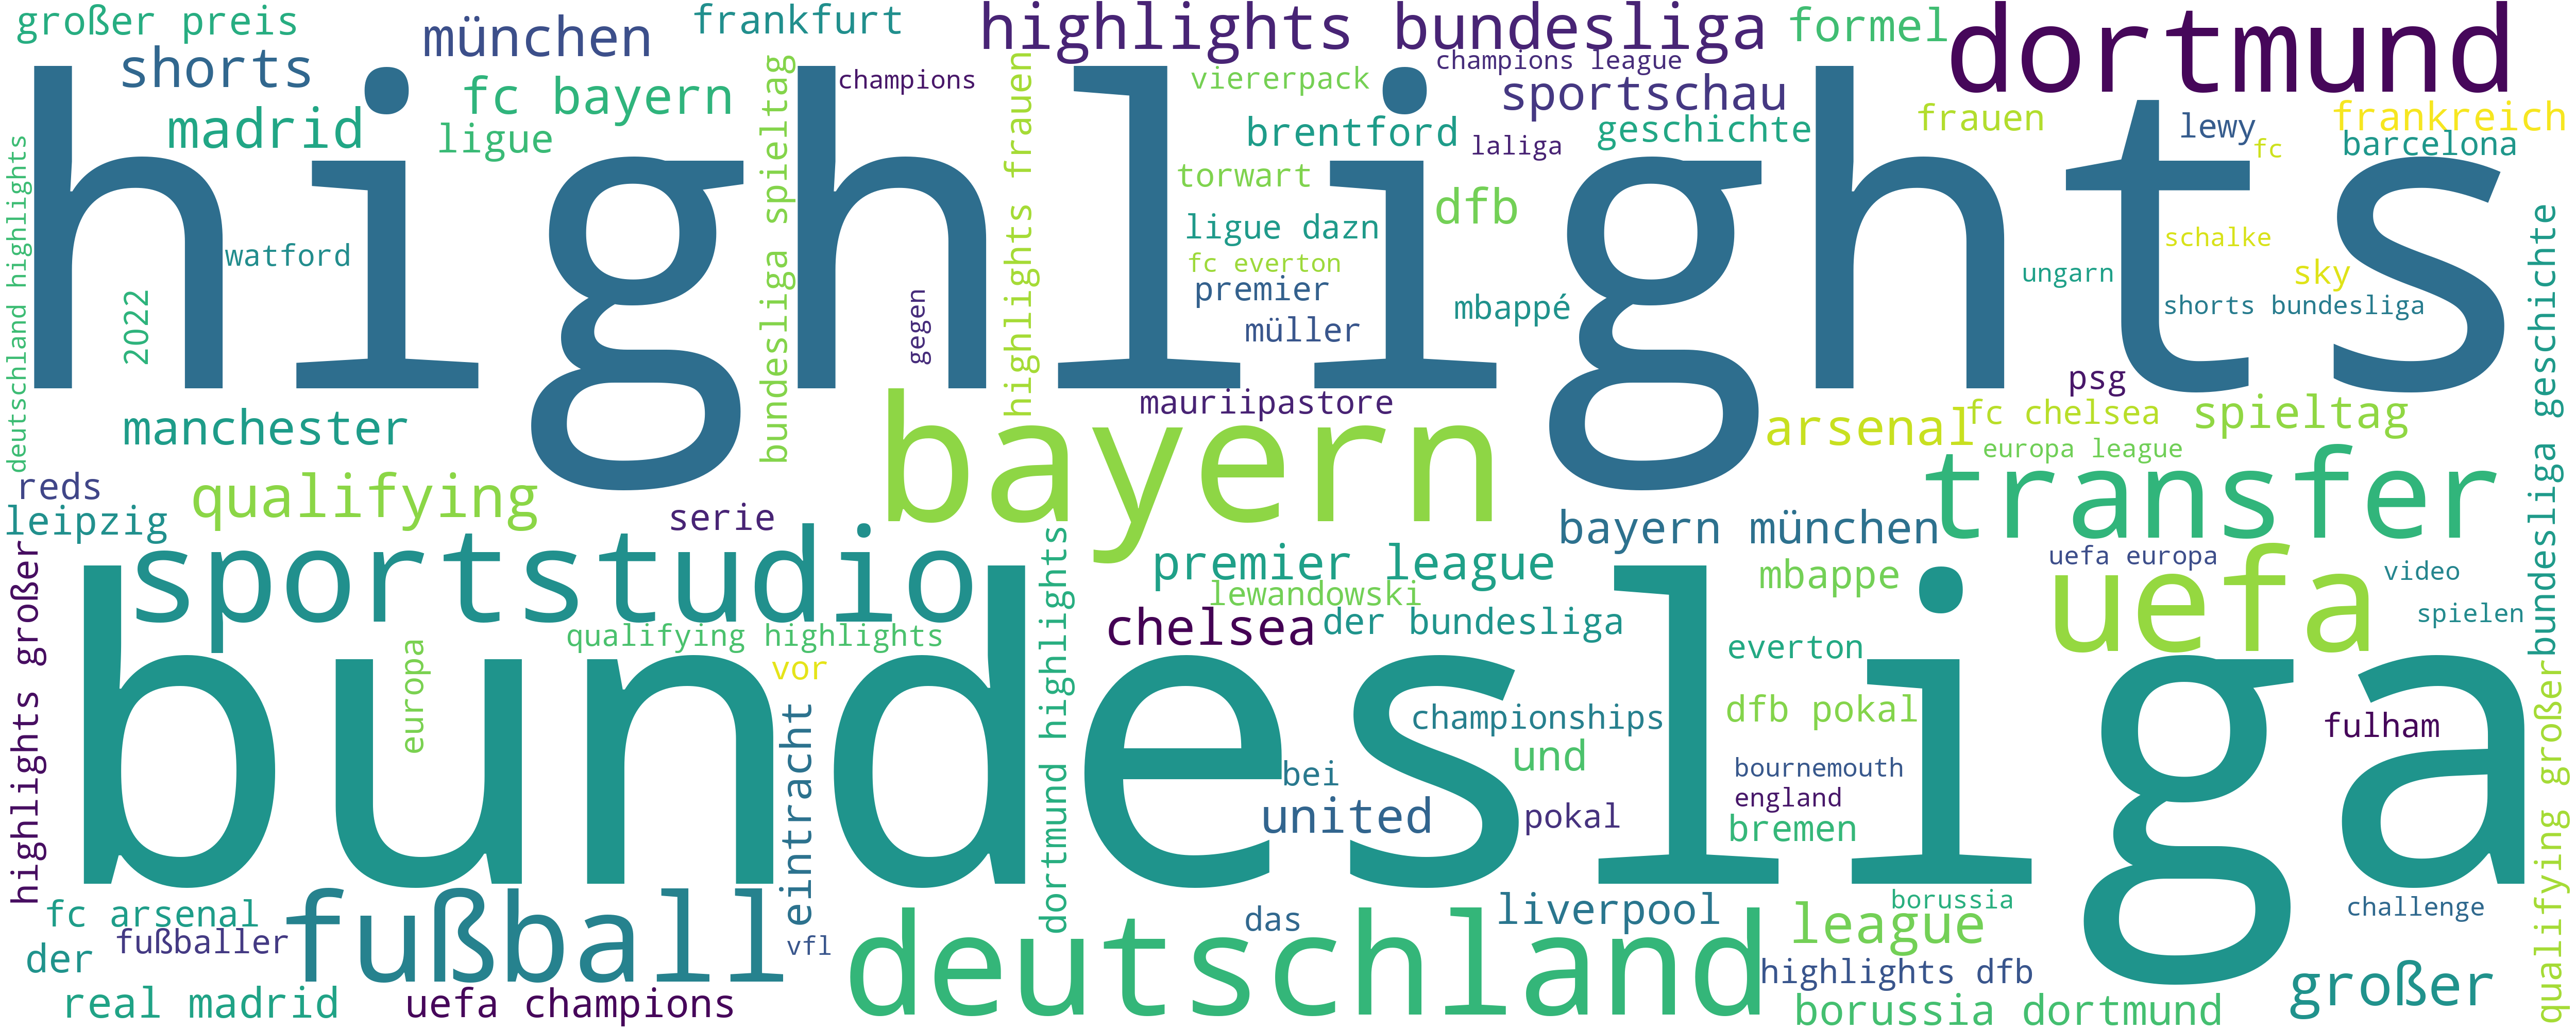 großer preis
münchen
frankfurt
highlights bundesliga
formel
dortmund
shorts
fc bayern
champions
viererpack
champions league
sportschau
madrid
ligue
brentford
laliga
geschichte
frauen
lewy
fc
frankreich
barcelona
highlights
deutschland highlights
watford
2022
bundesliga spieltag
gegen
highlights frauen
torwart
ligue dazn
fc everton
premier
müller
dfb
mbappé
schalke
ungarn
sky
shorts bundesliga
bundesliga geschichte
manchester
mauriipastore
bayern
psg
arsenal
fc chelsea
spieltag
europa league
transfer
reds
leipzig
qualifying
serie
sportstudio
bayern münchen
premier league
lewandowski
mbappe
uefa europa
uefa
video
spielen
highlights großer
qualifying highlights
vor
europa
dortmund highlights
chelsea
der bundesliga
everton
bundesliga
eintracht
championships
und
bei
united
pokal
dfb pokal
bournemouth
england
bremen
fulham
qualifying großer
fc arsenal
fußballer
der
fußball
vfl
real madrid
uefa champions
das
deutschland
liverpool
league
borussia
highlights dfb
borussia dortmund
challenge
großer